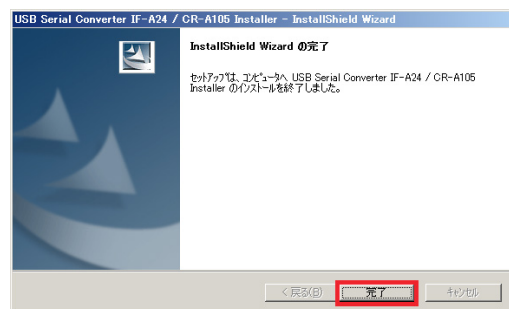 USB Serial Converter IF-A24 / CR-A105 Installer - InstallShield Wizard
InstallShield Wizard の完了
ｾｯﾄｱｯﾌﾟは、ｺﾝﾋﾟｭｰﾀへ USB Serial Converter IF-A24 / CR-A105
Installer のｲﾝｽﾄｰﾙを終了しました。
< 戻る(B)
完了
ｷｬﾝｾﾙ